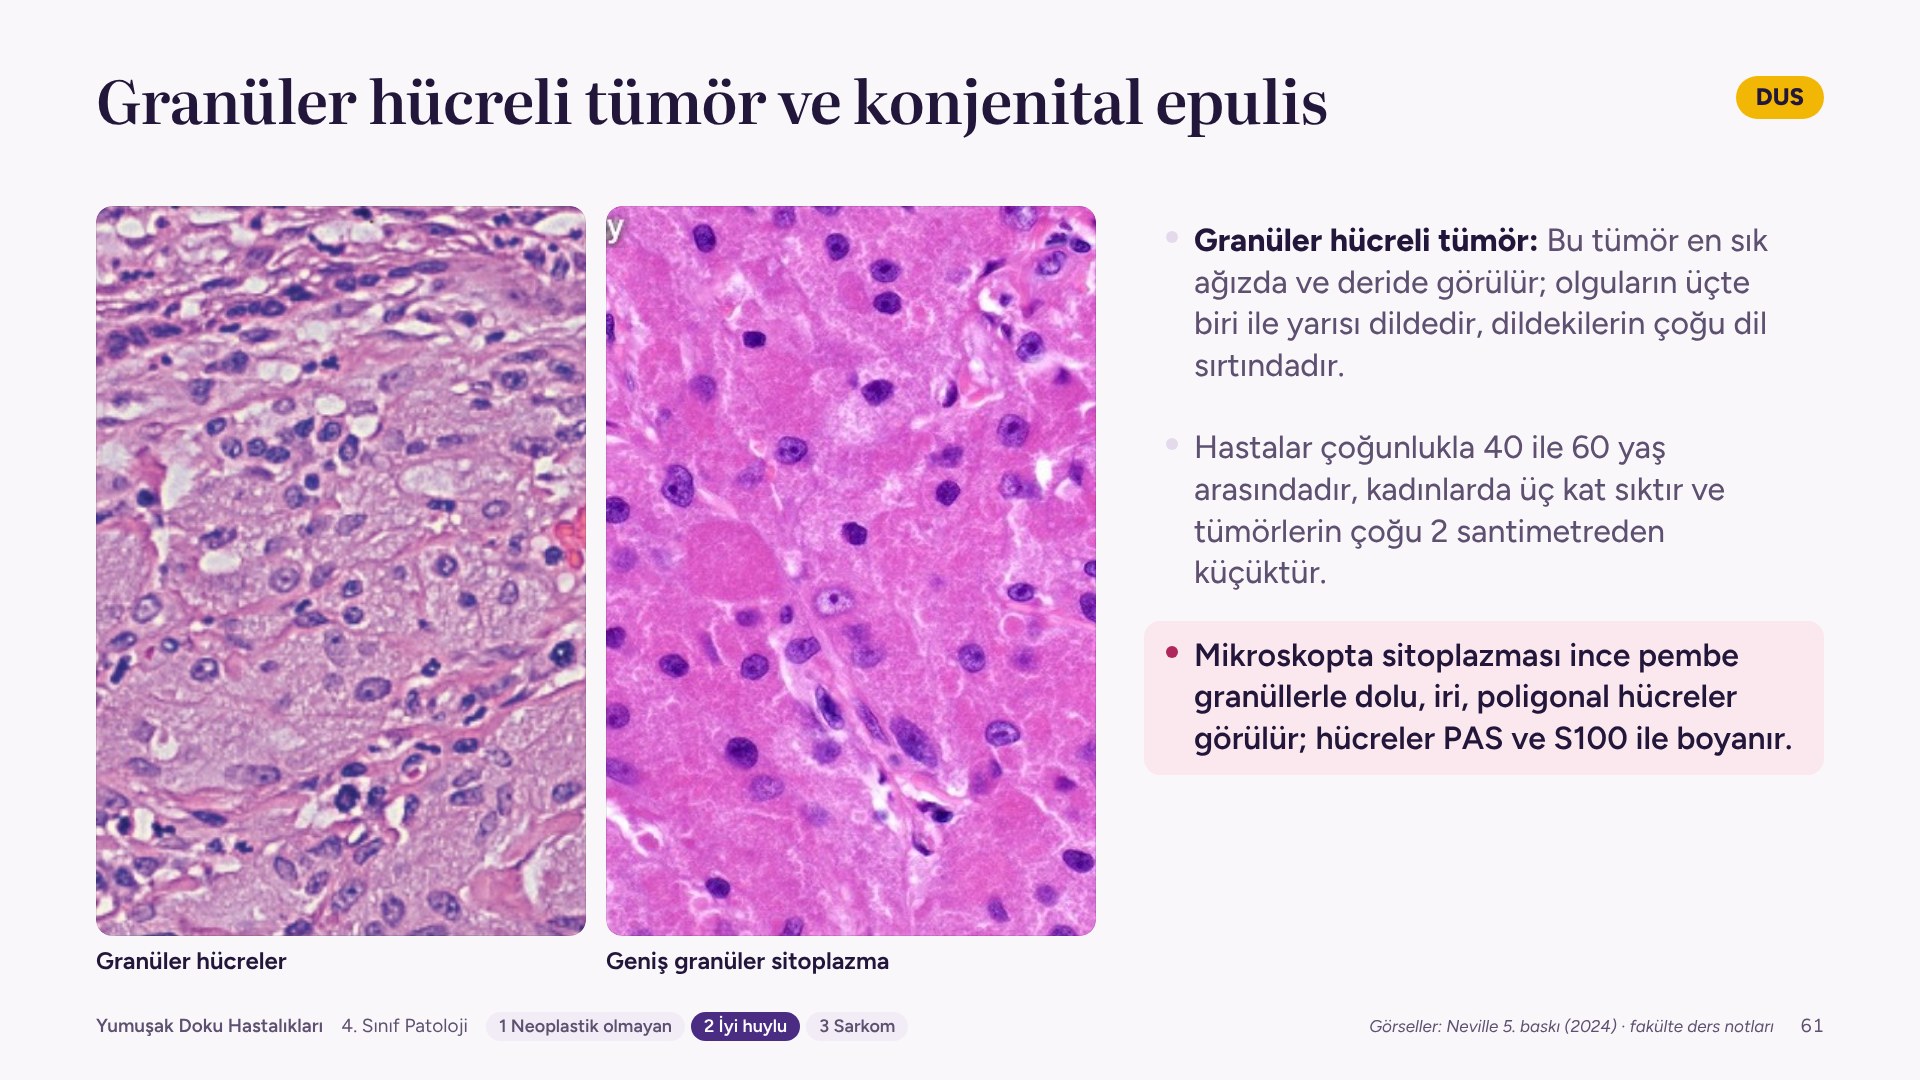 Granüler hücreli tümör ve konjenital epulis
DUS
y
Granüler hücreler
Geniş granüler sitoplazma
Granüler hücreli tümör: Bu tümör en sık
ağızda ve deride görülür; olguların üçte
biri ile yarısı dildedir, dildekilerin çoğu dil
sırtındadır.
Hastalar çoğunlukla 40 ile 60 yaş
arasındadır, kadınlarda üç kat sıktır ve
tümörlerin çoğu 2 santimetreden
küçüktür.
Mikroskopta sitoplazması ince pembe
granüllerle dolu, iri, poligonal hücreler
görülür; hücreler PAS ve S100 ile boyanır.
Yumuşak Doku Hastalıkları 4. Sınıf Patoloji 1 Neoplastik olmayan 2 İyi huylu 3 Sarkom
Görseller: Neville 5. baskı (2024) · fakülte ders notları 61